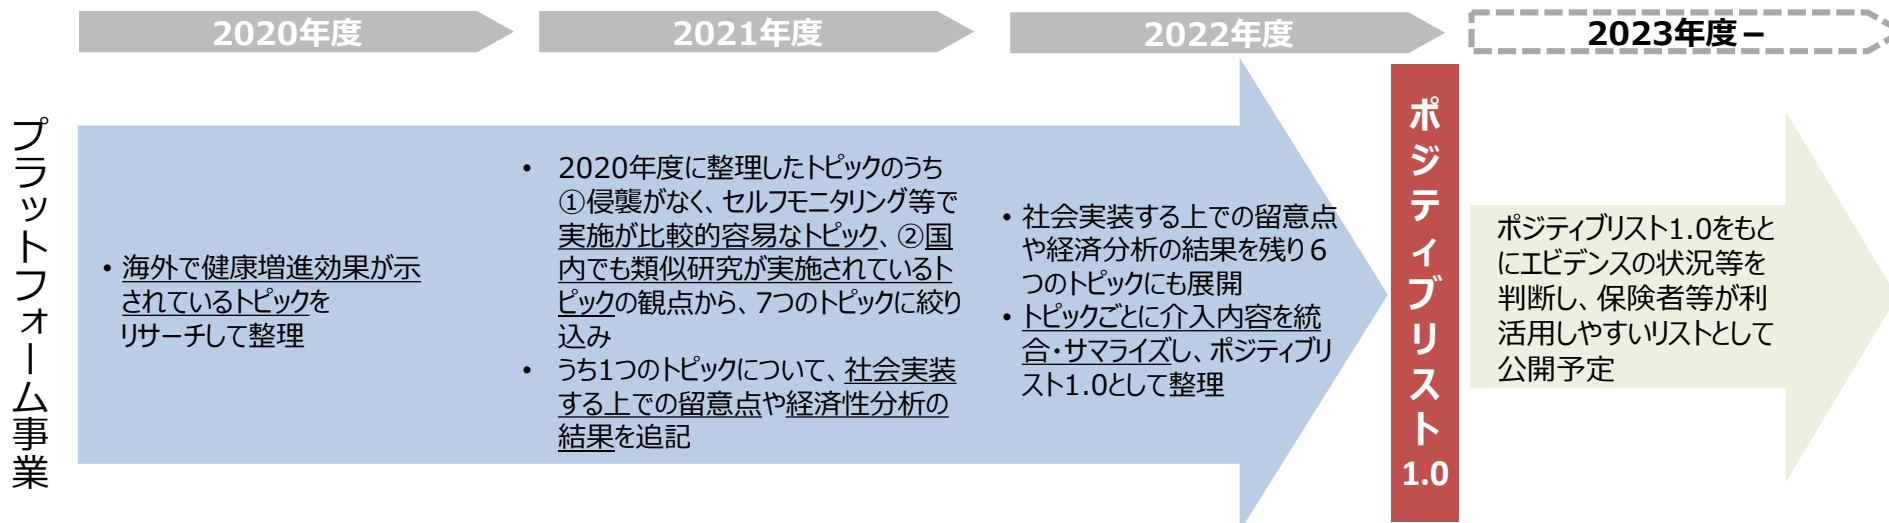 2020年度
2021年度
2022年度
2023年度－
プラットフォーム事業
• 海外で健康増進効果が示
されているトピックを
リサーチして整理
• 2020年度に整理したトピックのうち
①侵襲がなく、セルフモニタリング等で
実施が比較的容易なトピック、②国
内でも類似研究が実施されているト
ピックの観点から、7つのトピックに絞り
込み
• うち1つのトピックについて、社会実装
する上での留意点や経済性分析の
結果を追記
• 社会実装する上での留意点
や経済分析の結果を残り６
つのトピックにも展開
• トピックごとに介入内容を統
合・サマライズし、ポジティブリ
スト1.0として整理
ポジティブリスト1.0
ポジティブリスト1.0をもと
にエビデンスの状況等を
判断し、保険者等が利
活用しやすいリストとして
公開予定